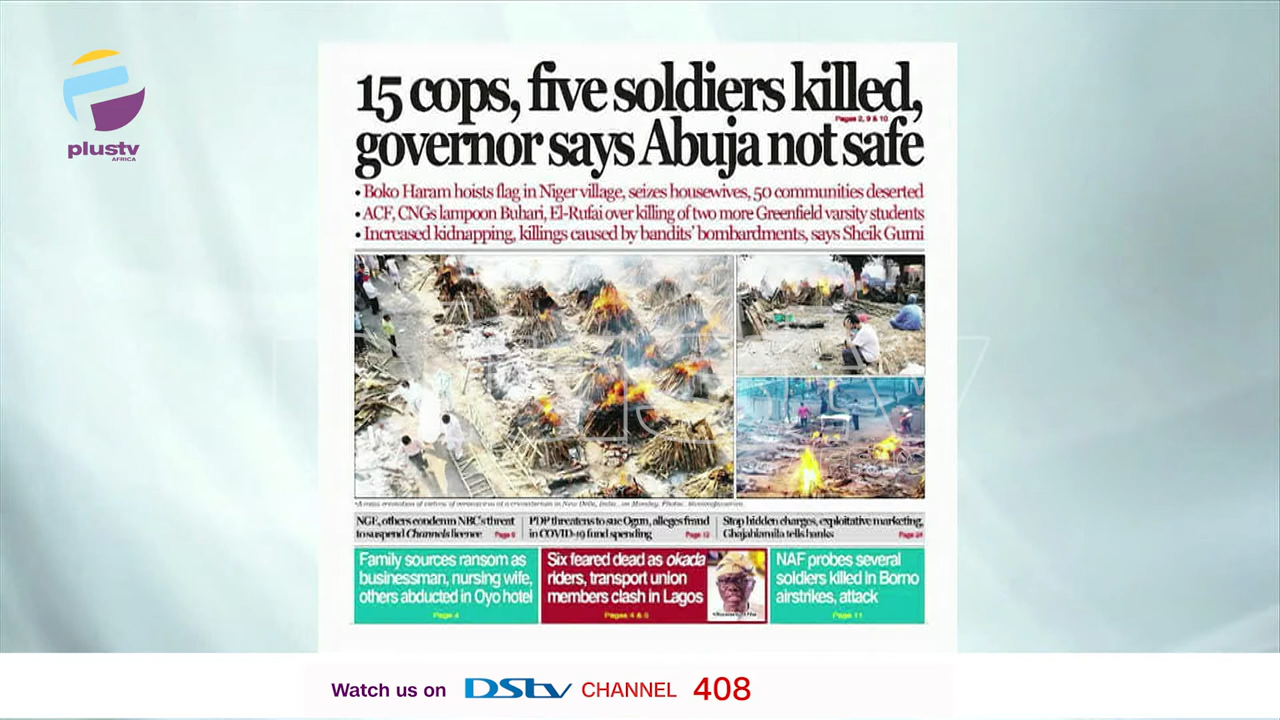 plustv
AFRICA
15 cops, five soldiers killed,
Pages 2, 9 & 10
governor says Abuja not safe
• Boko Haram hoists flag in Niger village, seizes housewives, 50 communities deserted
• ACF, CNGs lampoon Buhari, El-Rufai over killing of two more Greenfield varsity students
• Increased kidnapping, killings caused by bandits' bombardments, says Sheik Gumi
NGE, others condemn NBC's threat
to suspend Channels licence Page 6
PDP threatens to sue Ogun, alleges fraud
in COVID-19 fund spending
Stop hidden charges, exploitative marketing,
Gbajabiamila tells banks
Family sources ransom as
businessman, nursing wife,
others abducted in Oyo hotel
Page 4
Six feared dead as okada
riders, transport union
members clash in Lagos
NAF probes several
soldiers killed in Borno
airstrikes, attack
Page 11
Watch us on DStv CHANNEL 408